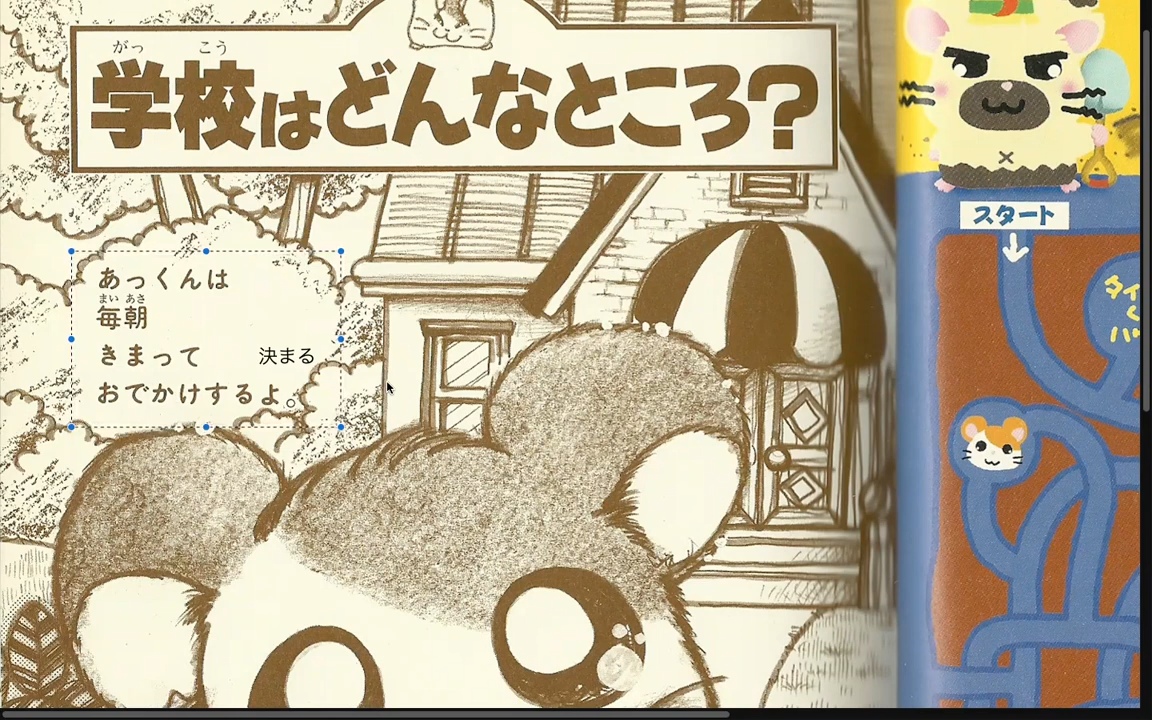 学校はどんなところ?
がっ こう
あっくんは
まい あさ
毎朝
きまって
決まる
おでかけするよ。
スタート